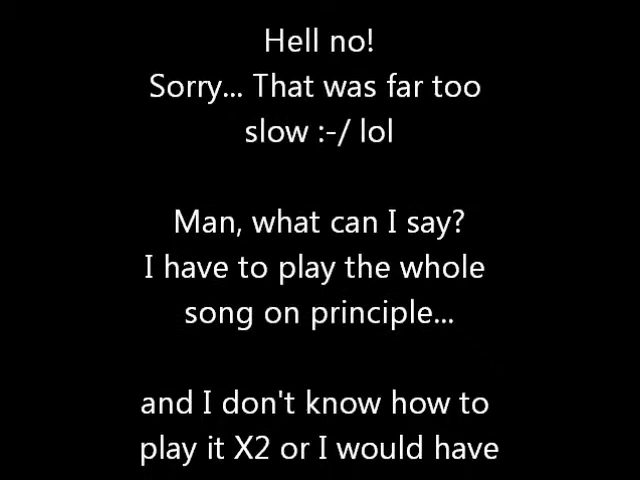 Hell no!
Sorry... That was far too
slow :-/ lol
Man, what can I say?
I have to play the whole
song on principle...
and I don't know how to
play it X2 or I would have